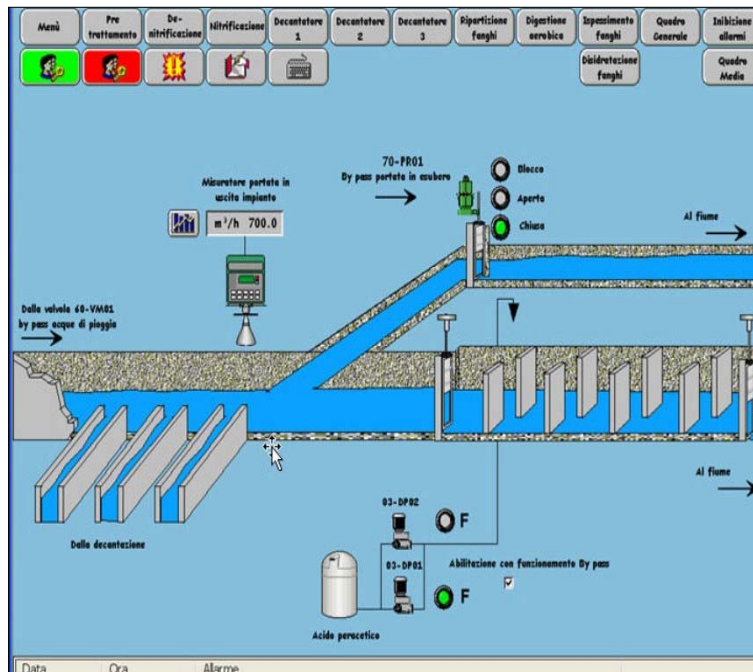 Menù
Pre
trattamento
De-
nitrificazione
Nitrificazione
Decantatore
1
Decantatore
2
Decantatore
3
Ripartizione
fanghi
Digestione
aerobica
Ispessimento
fanghi
Quadro
Generale
Inibizione
allarmi
Disidratazione
fanghi
Quadro
Media
70-PR01
By pass portata in esubero
Blocco
Aperta
Chiusa
Misuratore portata in
uscita impianto
m³/h 700.0
Al fiume
Dalla valvola 60-VM01
by pass acque di pioggia
Al fiume
Dalla decantazione
03-DP02
F
03-DP01
F
Abilitazione con funzionamento By pass
Acido peracetico
Data
Ora
Allarme